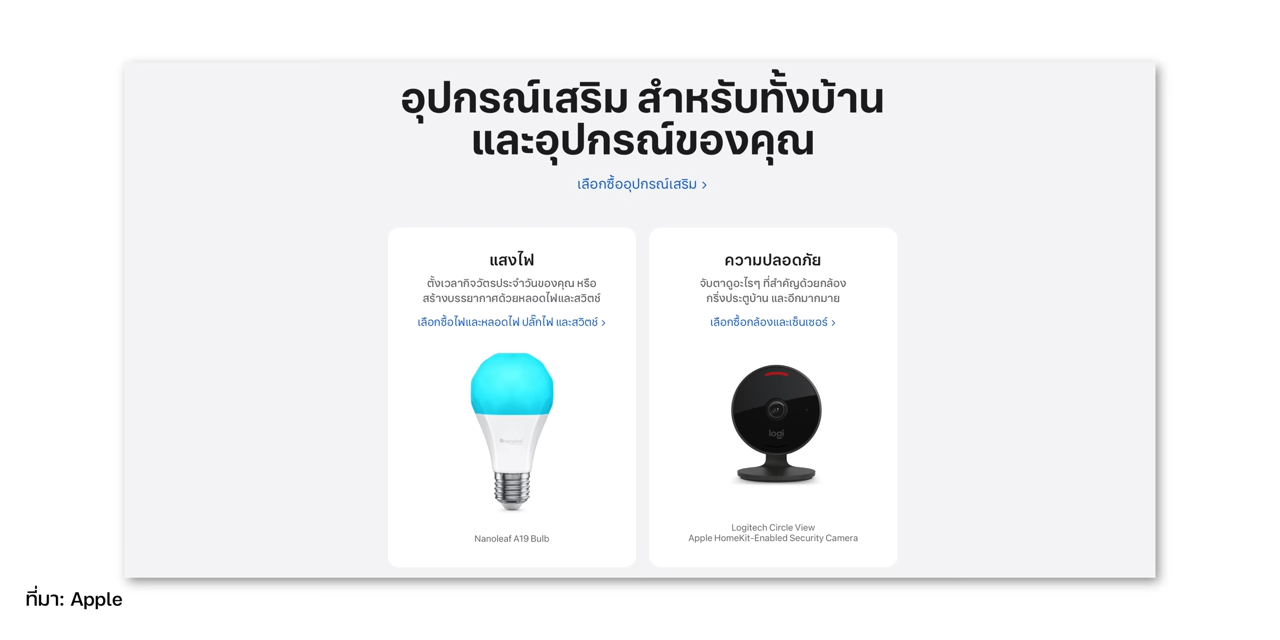 อุปกรณ์เสริม สำหรับทั้งบ้าน
และอุปกรณ์ของคุณ
เลือกซื้ออุปกรณ์เสริม >
แสงไฟ
ตั้งเวลากิจวัตรประจำวันของคุณ หรือ
สร้างบรรยากาศด้วยหลอดไฟและสวิตช์
เลือกซื้อไฟและหลอดไฟ ปลั๊กไฟ และสวิตช์ >
nanoleaf
Nanoleaf A19 Bulb
ความปลอดภัย
จับตาดูอะไรๆ ที่สำคัญด้วยกล้อง
กริ่งประตูบ้าน และอีกมากมาย
เลือกซื้อกล้องและเซ็นเซอร์ >
logi
Logitech Circle View
Apple HomeKit-Enabled Security Camera
ที่มา: Apple